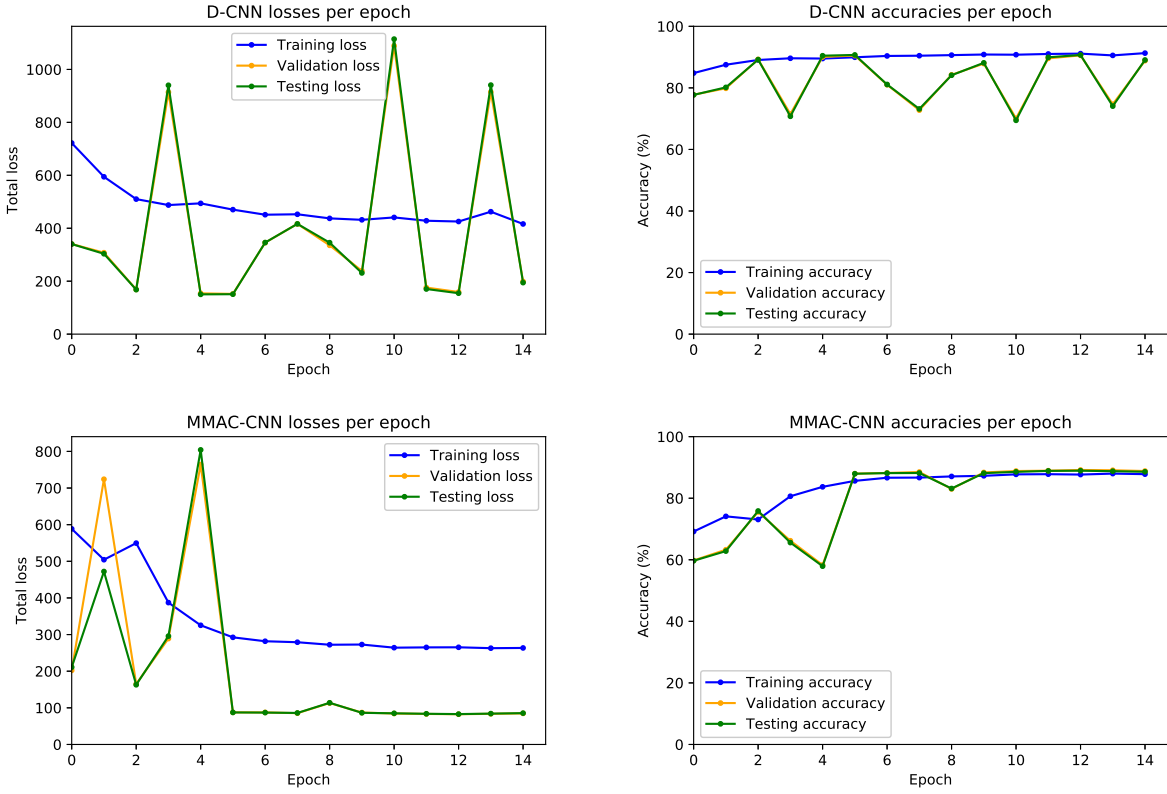 D-CNN losses per epoch
Total loss
1000
800
600
400
200
0
Training loss
Validation loss
Testing loss
0 2 4 6 8 10 12 14
Epoch
D-CNN accuracies per epoch
Accuracy (%)
100
80
60
40
20
0
Training accuracy
Validation accuracy
Testing accuracy
0 2 4 6 8 10 12 14
Epoch
MMAC-CNN losses per epoch
Total loss
800
700
600
500
400
300
200
100
0
Training loss
Validation loss
Testing loss
0 2 4 6 8 10 12 14
Epoch
MMAC-CNN accuracies per epoch
Accuracy (%)
100
80
60
40
20
0
Training accuracy
Validation accuracy
Testing accuracy
0 2 4 6 8 10 12 14
Epoch